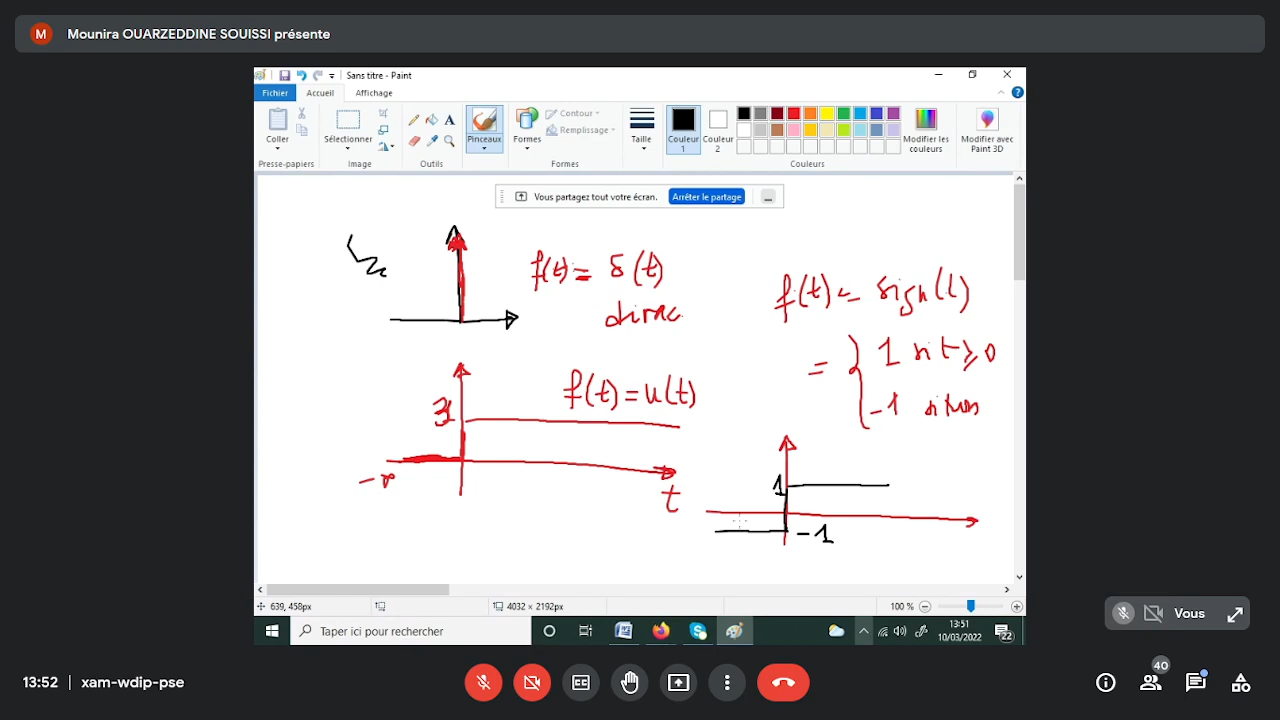 M Mounira OUARZEDDINE SOUISSI présente
Sans titre - Paint
Fichier Accueil Affichage
Coller
Sélectionner
A
Pinceaux
Formes
Contour
Remplissage
Taille
Couleur 1
Couleur 2
Modifier les couleurs
Modifier avec Paint 3D
Presse-papiers Image Outils Formes Couleurs
Vous partagez tout votre écran. Arrêter le partage
f(t) = δ(t)
dirac
f(t) = sign(t)
= { 1 si t ≥ 0
-1 sinon
f(t) = u(t)
t
1
-1
639, 458px 4032 × 2192px 100 %
Taper ici pour rechercher
13:51
10/03/2022
22
Vous
13:52 | xam-wdip-pse
40